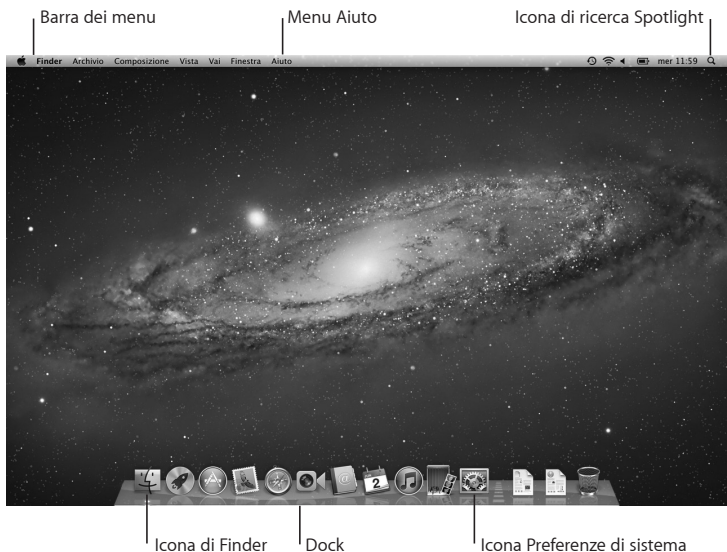 Barra dei menu Menu Aiuto Icona di ricerca Spotlight
Finder Archivio Composizione Vista Vai Finestra Aiuto mer 11:59
2
Icona di Finder Dock Icona Preferenze di sistema